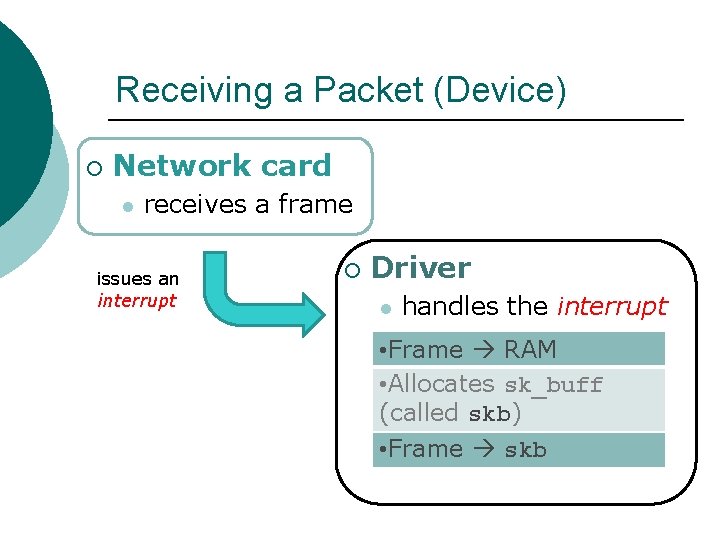 Receiving a Packet (Device)
Network card
receives a frame
issues an
interrupt
Driver
handles the interrupt
•Frame → RAM
•Allocates sk_buff
(called skb)
•Frame → skb